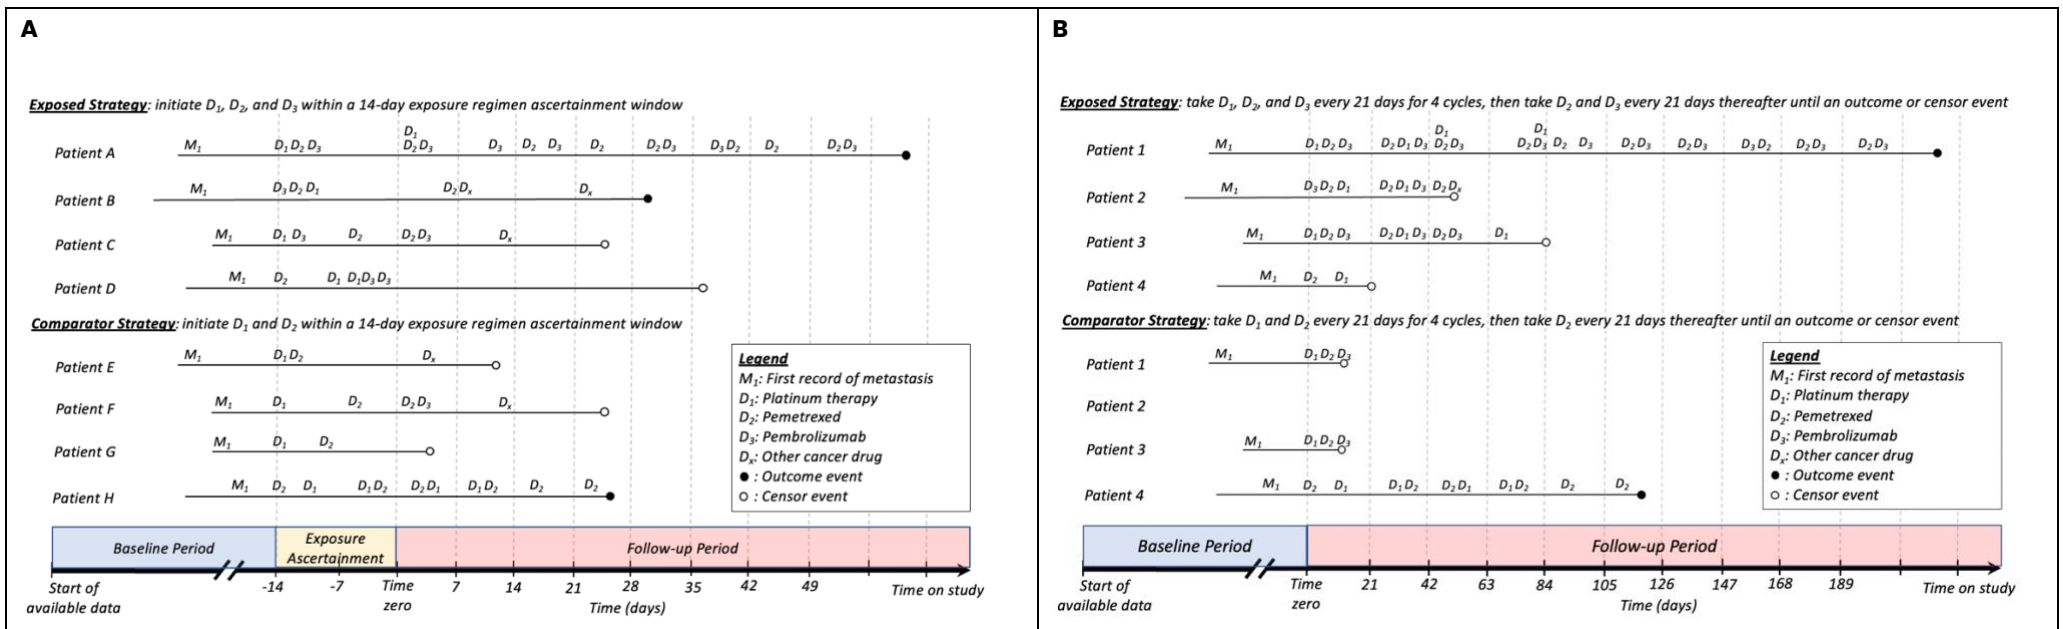 A
Exposed Strategy: initiate D1, D2, and D3 within a 14-day exposure regimen ascertainment window
Patient A M1 D1 D2 D3 D1 D2 D3 D3 D2 D3 D2 D2 D3 D3 D2 D2 D2 D3
Patient B M1 D3 D2 D1 D2 Dx Dx
Patient C M1 D1 D3 D2 D2 D3 Dx
Patient D M1 D2 D1 D1 D3 D3
Comparator Strategy: initiate D1 and D2 within a 14-day exposure regimen ascertainment window
Patient E M1 D1 D2 Dx
Patient F M1 D1 D2 D2 D3 Dx
Patient G M1 D1 D2
Patient H M1 D2 D1 D1 D2 D2 D1 D1 D2 D2 D2
Legend
M1: First record of metastasis
D1: Platinum therapy
D2: Pemetrexed
D3: Pembrolizumab
Dx: Other cancer drug
: Outcome event
: Censor event
Baseline Period
Exposure
Ascertainment
Follow-up Period
Start of
available data
-14 -7 Time
zero
7 14 21 28 35 42 49
Time on study
Time (days)
B
Exposed Strategy: take D1, D2, and D3 every 21 days for 4 cycles, then take D2 and D3 every 21 days thereafter until an outcome or censor event
Patient 1 M1 D1 D2 D3 D2 D1 D3 D1 D2 D3 D1 D2 D3 D2 D3 D2 D3 D2 D3 D3 D2 D2 D3 D2 D3
Patient 2 M1 D3 D2 D1 D2 D1 D3 D2 Dx
Patient 3 M1 D1 D2 D3 D2 D1 D3 D2 D3 D1
Patient 4 M1 D2 D1
Comparator Strategy: take D1 and D2 every 21 days for 4 cycles, then take D2 every 21 days thereafter until an outcome or censor event
Patient 1 M1 D1 D2 D3
Patient 2
Patient 3 M1 D1 D2 D3
Patient 4 M1 D2 D1 D1 D2 D2 D1 D1 D2 D2 D2
Legend
M1: First record of metastasis
D1: Platinum therapy
D2: Pemetrexed
D3: Pembrolizumab
Dx: Other cancer drug
: Outcome event
: Censor event
Baseline Period
Follow-up Period
Start of
available data
Time
zero
21 42 63 84 105 126 147 168 189
Time on study
Time (days)